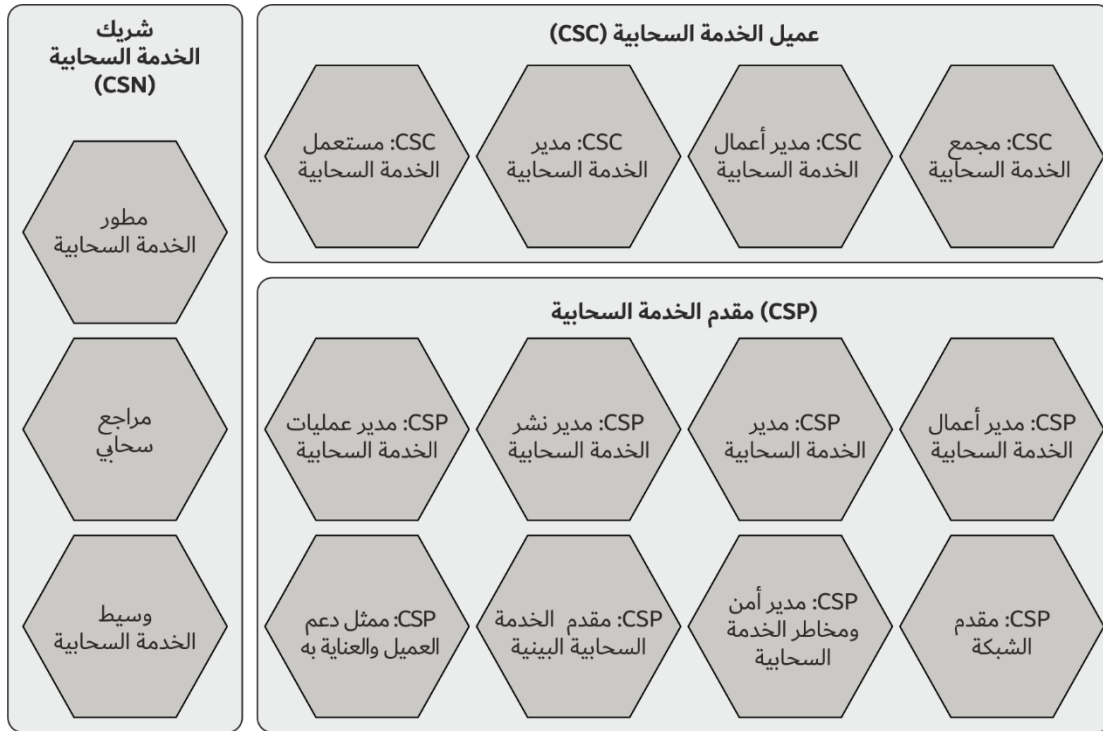 عميل الخدمة السحابية (CSC)
CSC: مجمع
الخدمة السحابية
CSC: مدير أعمال
الخدمة السحابية
CSC: مدير
الخدمة السحابية
CSC: مستعمل
الخدمة السحابية
شريك
الخدمة السحابية
(CSN)
مطور
الخدمة السحابية
مراجع
سحابي
وسيط
الخدمة السحابية
مقدم الخدمة السحابية (CSP)
CSP: مدير أعمال
الخدمة السحابية
CSP: مدير
الخدمة السحابية
CSP: مدير نشر
الخدمة السحابية
CSP: مدير عمليات
الخدمة السحابية
CSP: مقدم
الشبكة
CSP: مدير أمن
ومخاطر الخدمة
السحابية
CSP: مقدم الخدمة
السحابية البينية
CSP: ممثل دعم
العميل والعناية به